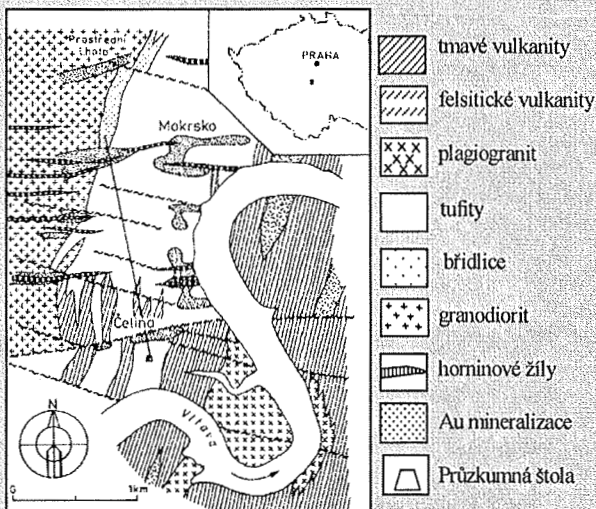 Prostřední
Lhota
PRAHA
Mokrsko
Čelina
Vltava
N
0 1km
tmavé vulkanity
felsitické vulkanity
plagiogranit
tufity
břidlice
granodiorit
horninové žíly
Au mineralizace
Průzkumná štola